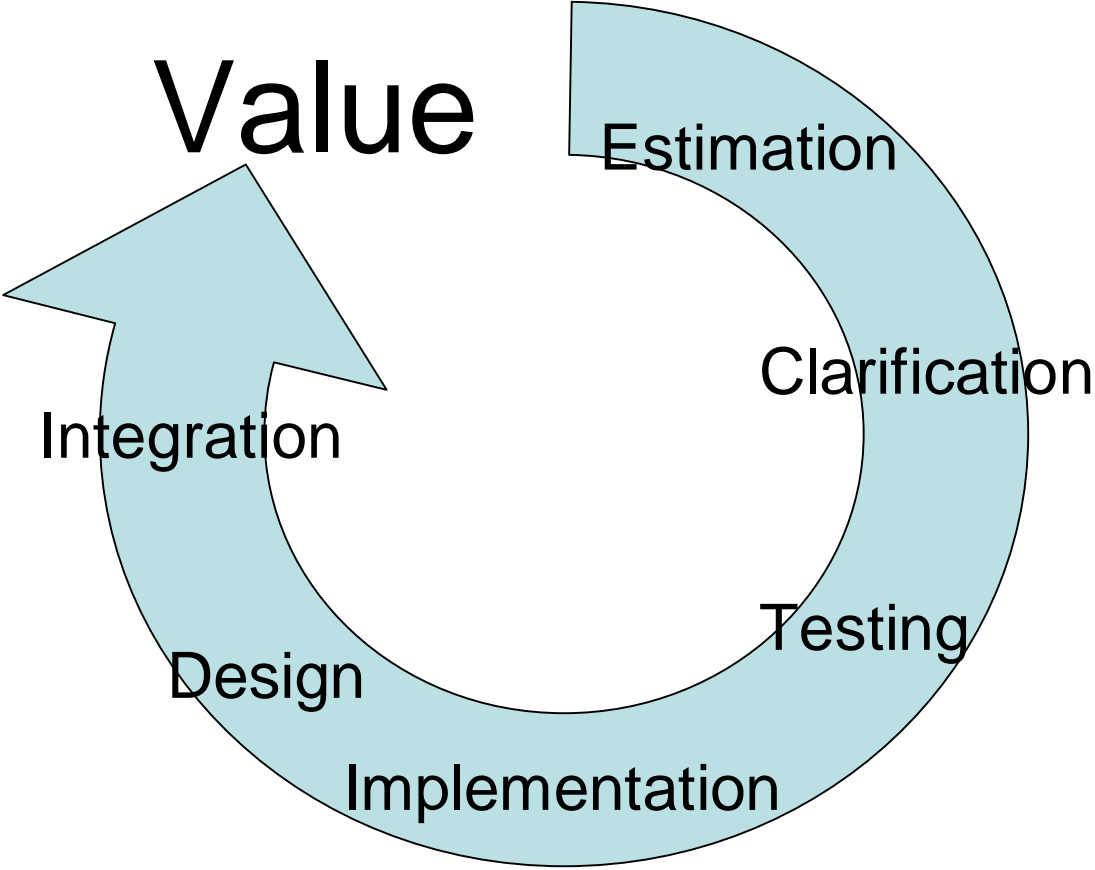 Value
Estimation
Clarification
Testing
Implementation
Design
Integration